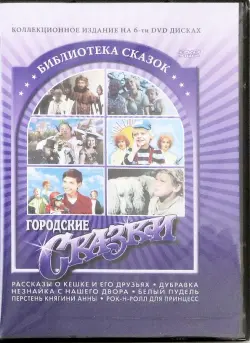 КОЛЛЕКЦИОННОЕ ИЗДАНИЕ НА 6-ти DVD ДИСКАХ
БИБЛИОТЕКА СКАЗОК
ГОРОДСКИЕ
СКАЗКИ
РАССКАЗЫ О КЕШКЕ И ЕГО ДРУЗЬЯХ • ДУБРАВКА
НЕЗНАЙКА С НАШЕГО ДВОРА • БЕЛЫЙ ПУДЕЛЬ
ПЕРСТЕНЬ КНЯГИНИ АННЫ • РОК-Н-РОЛЛ ДЛЯ ПРИНЦЕСС